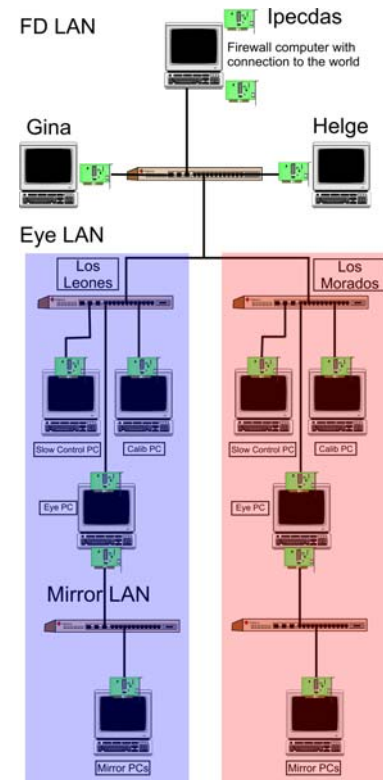 FD LAN
Ipecdas
Firewall computer with
connection to the world
Gina
Helge
Eye LAN
Los
Leones
Los
Morados
Slow Control PC
Calib PC
Slow Control PC
Calib PC
Eye PC
Eye PC
Mirror LAN
Mirror PCs
Mirror PCs